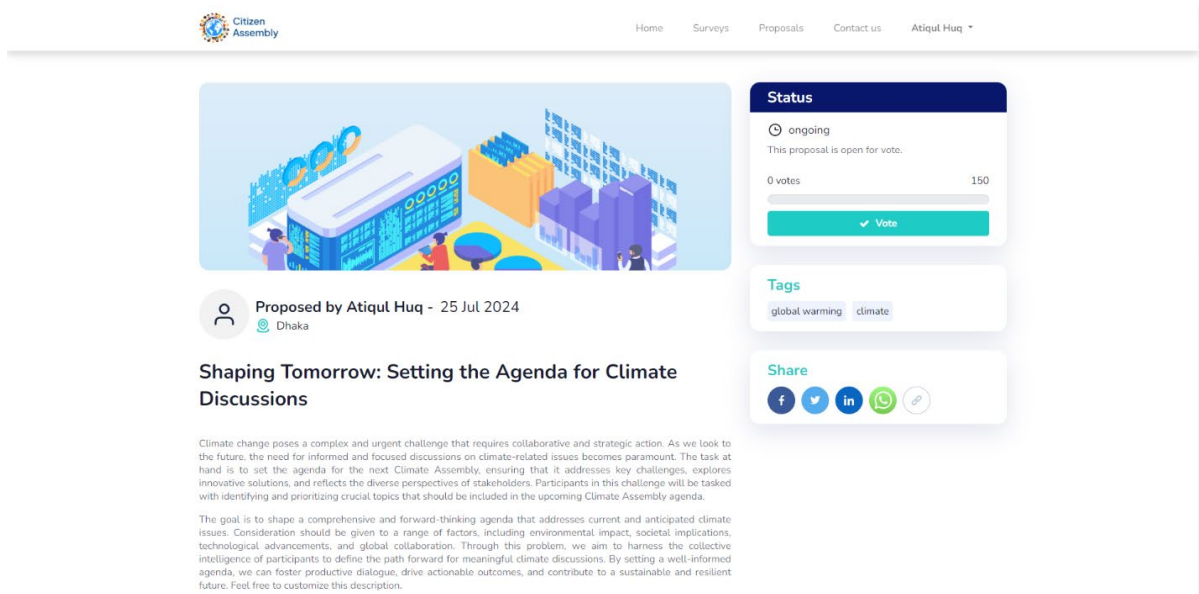 Citizen
Assembly
Home Surveys Proposals Contact us Atiqul Huq
Status
ongoing
This proposal is open for vote.
0 votes 150
Vote
Tags
global warming climate
Share
Proposed by Atiqul Huq - 25 Jul 2024
Dhaka
Shaping Tomorrow: Setting the Agenda for Climate
Discussions
Climate change poses a complex and urgent challenge that requires collaborative and strategic action. As we look to
the future, the need for informed and focused discussions on climate-related issues becomes paramount. The task at
hand is to set the agenda for the next Climate Assembly, ensuring that it addresses key challenges, explores
innovative solutions, and reflects the diverse perspectives of stakeholders. Participants in this challenge will be tasked
with identifying and prioritizing crucial topics that should be included in the upcoming Climate Assembly agenda.
The goal is to shape a comprehensive and forward-thinking agenda that addresses current and anticipated climate
issues. Consideration should be given to a range of factors, including environmental impact, societal implications,
technological advancements, and global collaboration. Through this problem, we aim to harness the collective
intelligence of participants to define the path forward for meaningful climate discussions. By setting a well-informed
agenda, we can foster productive dialogue, drive actionable outcomes, and contribute to a sustainable and resilient
future. Feel free to customize this description.